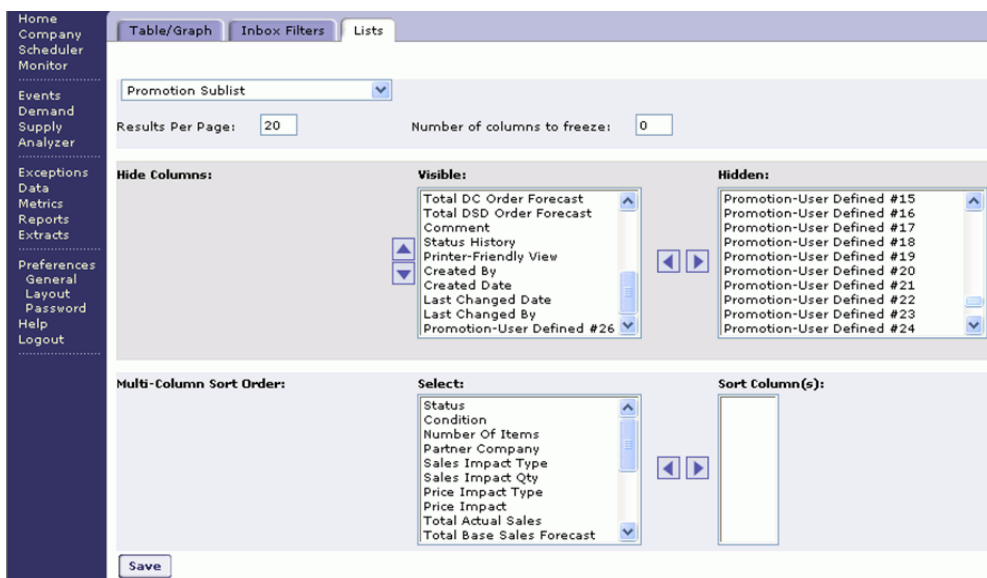 Home
Company
Scheduler
Monitor
Events
Demand
Supply
Analyzer
Exceptions
Data
Metrics
Reports
Extracts
Preferences
General
Layout
Password
Help
Logout
Table/Graph Inbox Filters Lists
Promotion Sublist
Results Per Page: 20 Number of columns to freeze: 0
Hide Columns:
Visible:
Total DC Order Forecast
Total DSD Order Forecast
Comment
Status History
Printer-Friendly View
Created By
Created Date
Last Changed Date
Last Changed By
Promotion-User Defined #26
Hidden:
Promotion-User Defined #15
Promotion-User Defined #16
Promotion-User Defined #17
Promotion-User Defined #18
Promotion-User Defined #19
Promotion-User Defined #20
Promotion-User Defined #21
Promotion-User Defined #22
Promotion-User Defined #23
Promotion-User Defined #24
Multi-Column Sort Order:
Select:
Status
Condition
Number Of Items
Partner Company
Sales Impact Type
Sales Impact Qty
Price Impact Type
Price Impact
Total Actual Sales
Total Base Sales Forecast
Sort Column(s):
Save